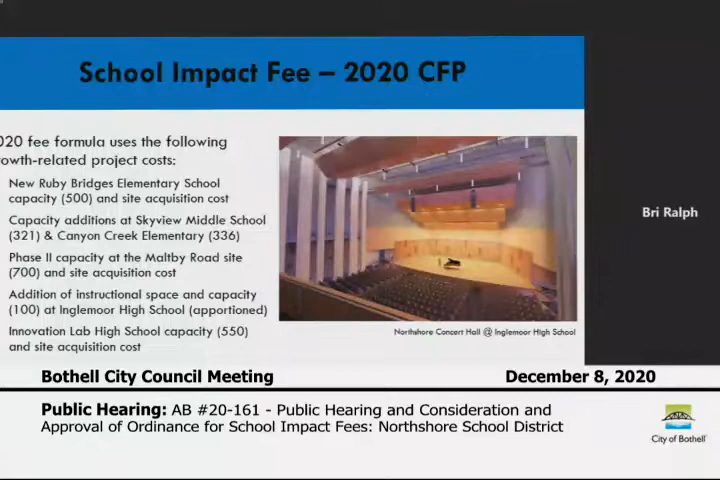 School Impact Fee – 2020 CFP
020 fee formula uses the following
owth-related project costs:
New Ruby Bridges Elementary School
capacity (500) and site acquisition cost
Capacity additions at Skyview Middle School
(321) & Canyon Creek Elementary (336)
Phase II capacity at the Maltby Road site
(700) and site acquisition cost
Addition of instructional space and capacity
(100) at Inglemoor High School (apportioned)
Innovation Lab High School capacity (550)
and site acquisition cost
Northshore Concert Hall @ Inglemoor High School
Bri Ralph
Bothell City Council Meeting
December 8, 2020
Public Hearing: AB #20-161 - Public Hearing and Consideration and
Approval of Ordinance for School Impact Fees: Northshore School District
City of Bothell